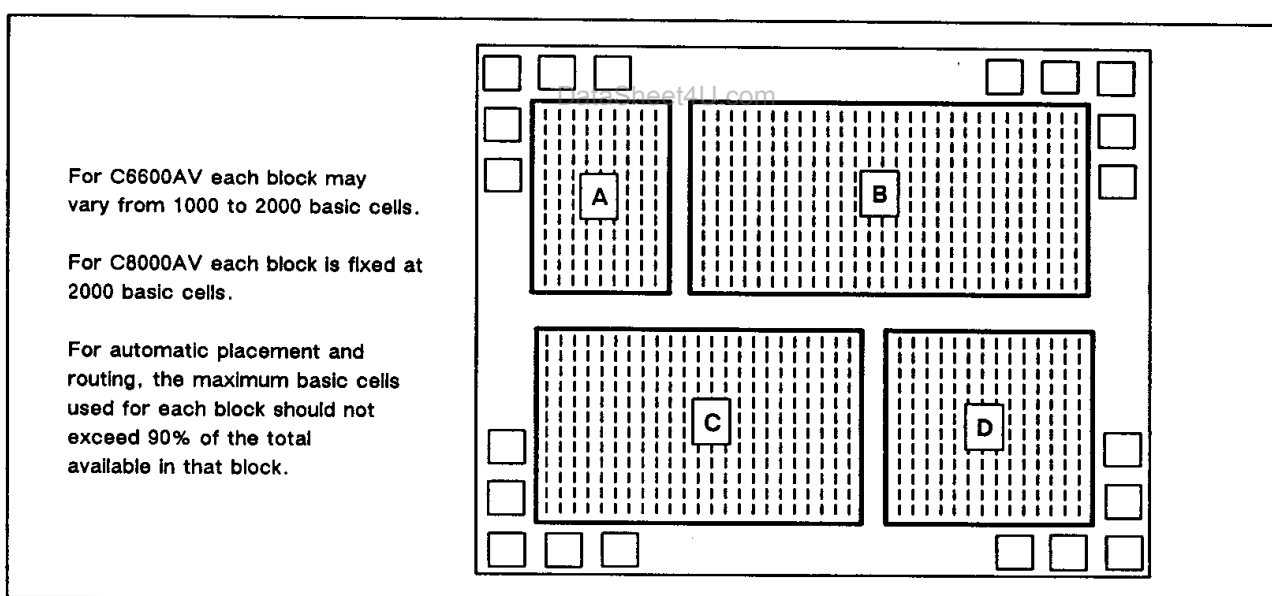 DataSheet4U.com
For C6600AV each block may
vary from 1000 to 2000 basic cells.
For C8000AV each block is fixed at
2000 basic cells.
For automatic placement and
routing, the maximum basic cells
used for each block should not
exceed 90% of the total
available in that block.
A
B
C
D